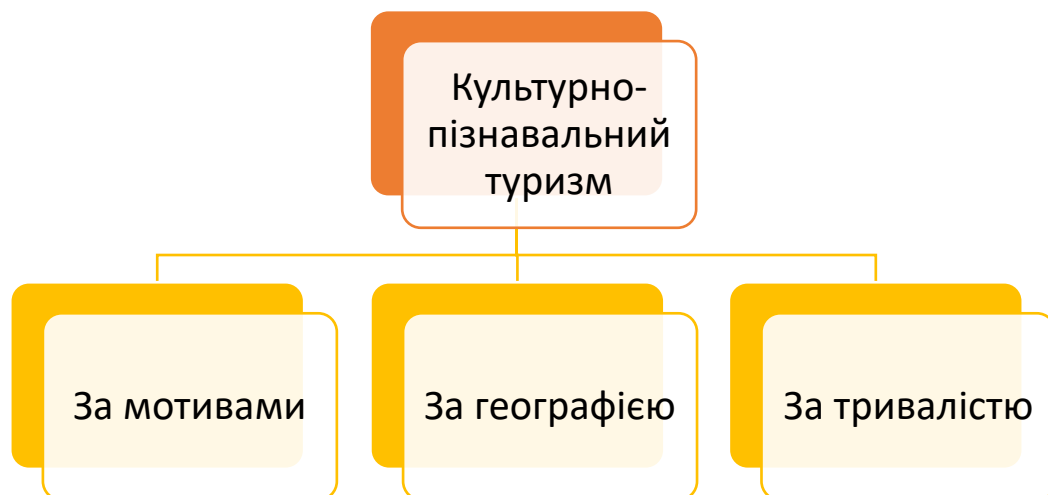 Культурно-
пізнавальний
туризм
За мотивами
За географією
За тривалістю